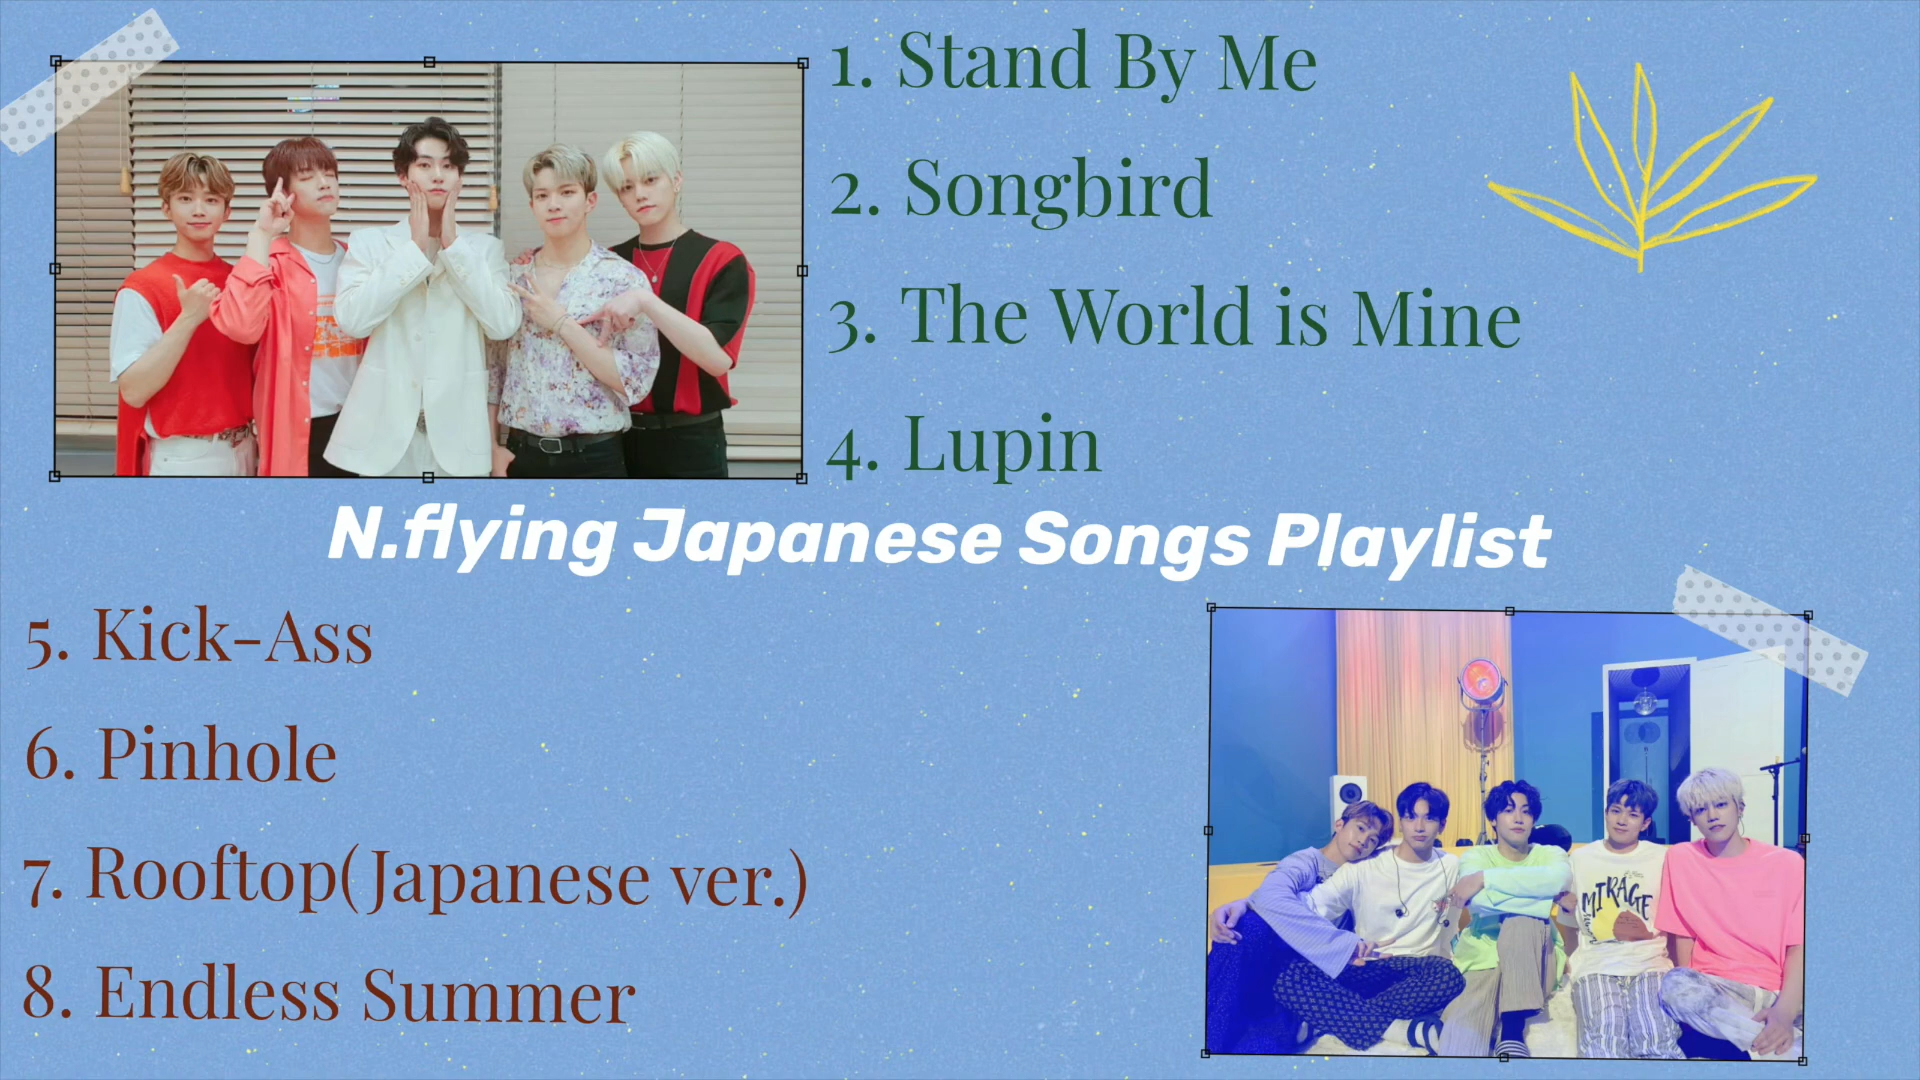 1. Stand By Me
2. Songbird
3. The World is Mine
4. Lupin
N.flying Japanese Songs Playlist
5. Kick-Ass
6. Pinhole
7. Rooftop(Japanese ver.)
8. Endless Summer
MIRAGE